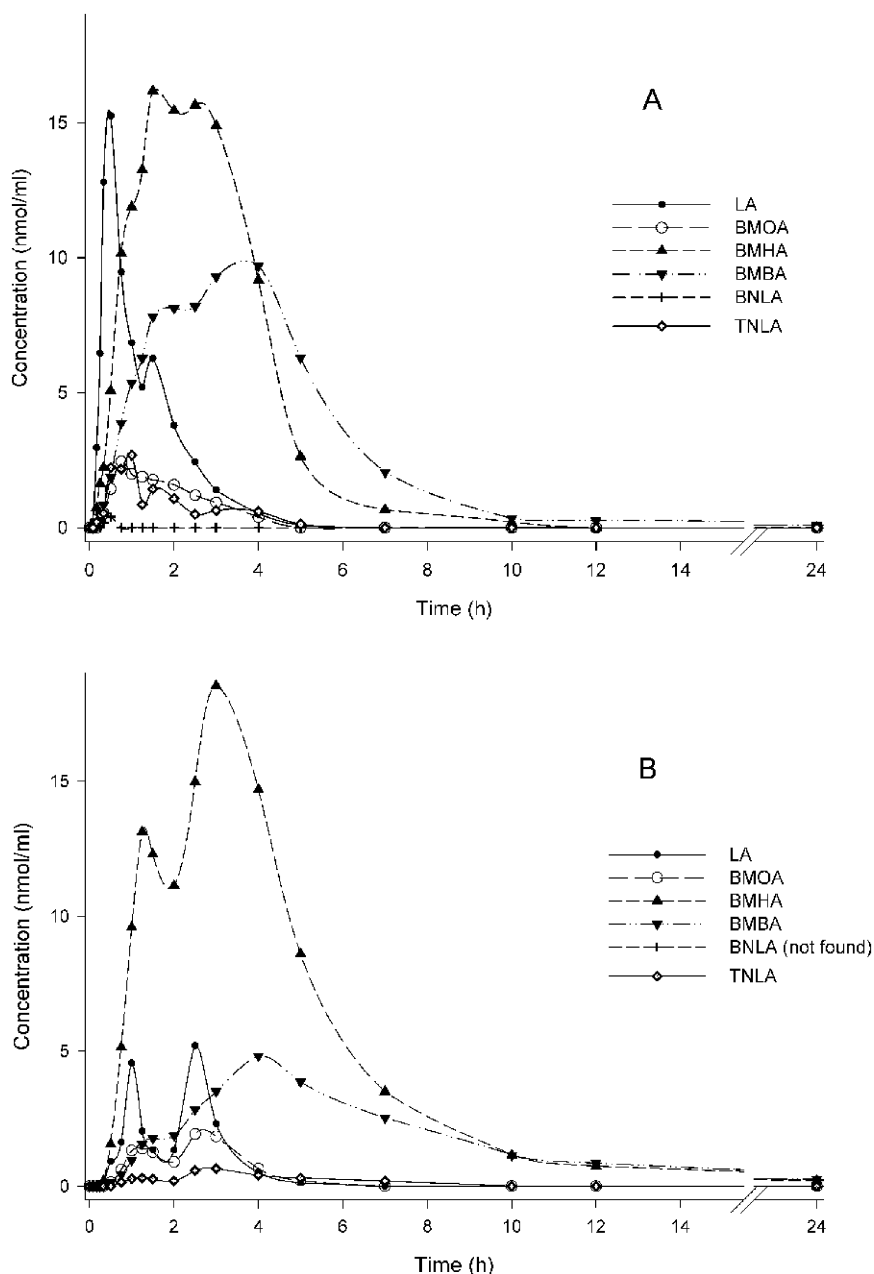 A
15
10
5
0
Concentration (nmol/ml)
LA
BMOA
BMHA
BMBA
BNLA
TNLA
0 2 4 6 8 10 12 14 24
Time (h)
B
15
10
5
0
Concentration (nmol/ml)
LA
BMOA
BMHA
BMBA
BNLA (not found)
TNLA
0 2 4 6 8 10 12 14 24
Time (h)